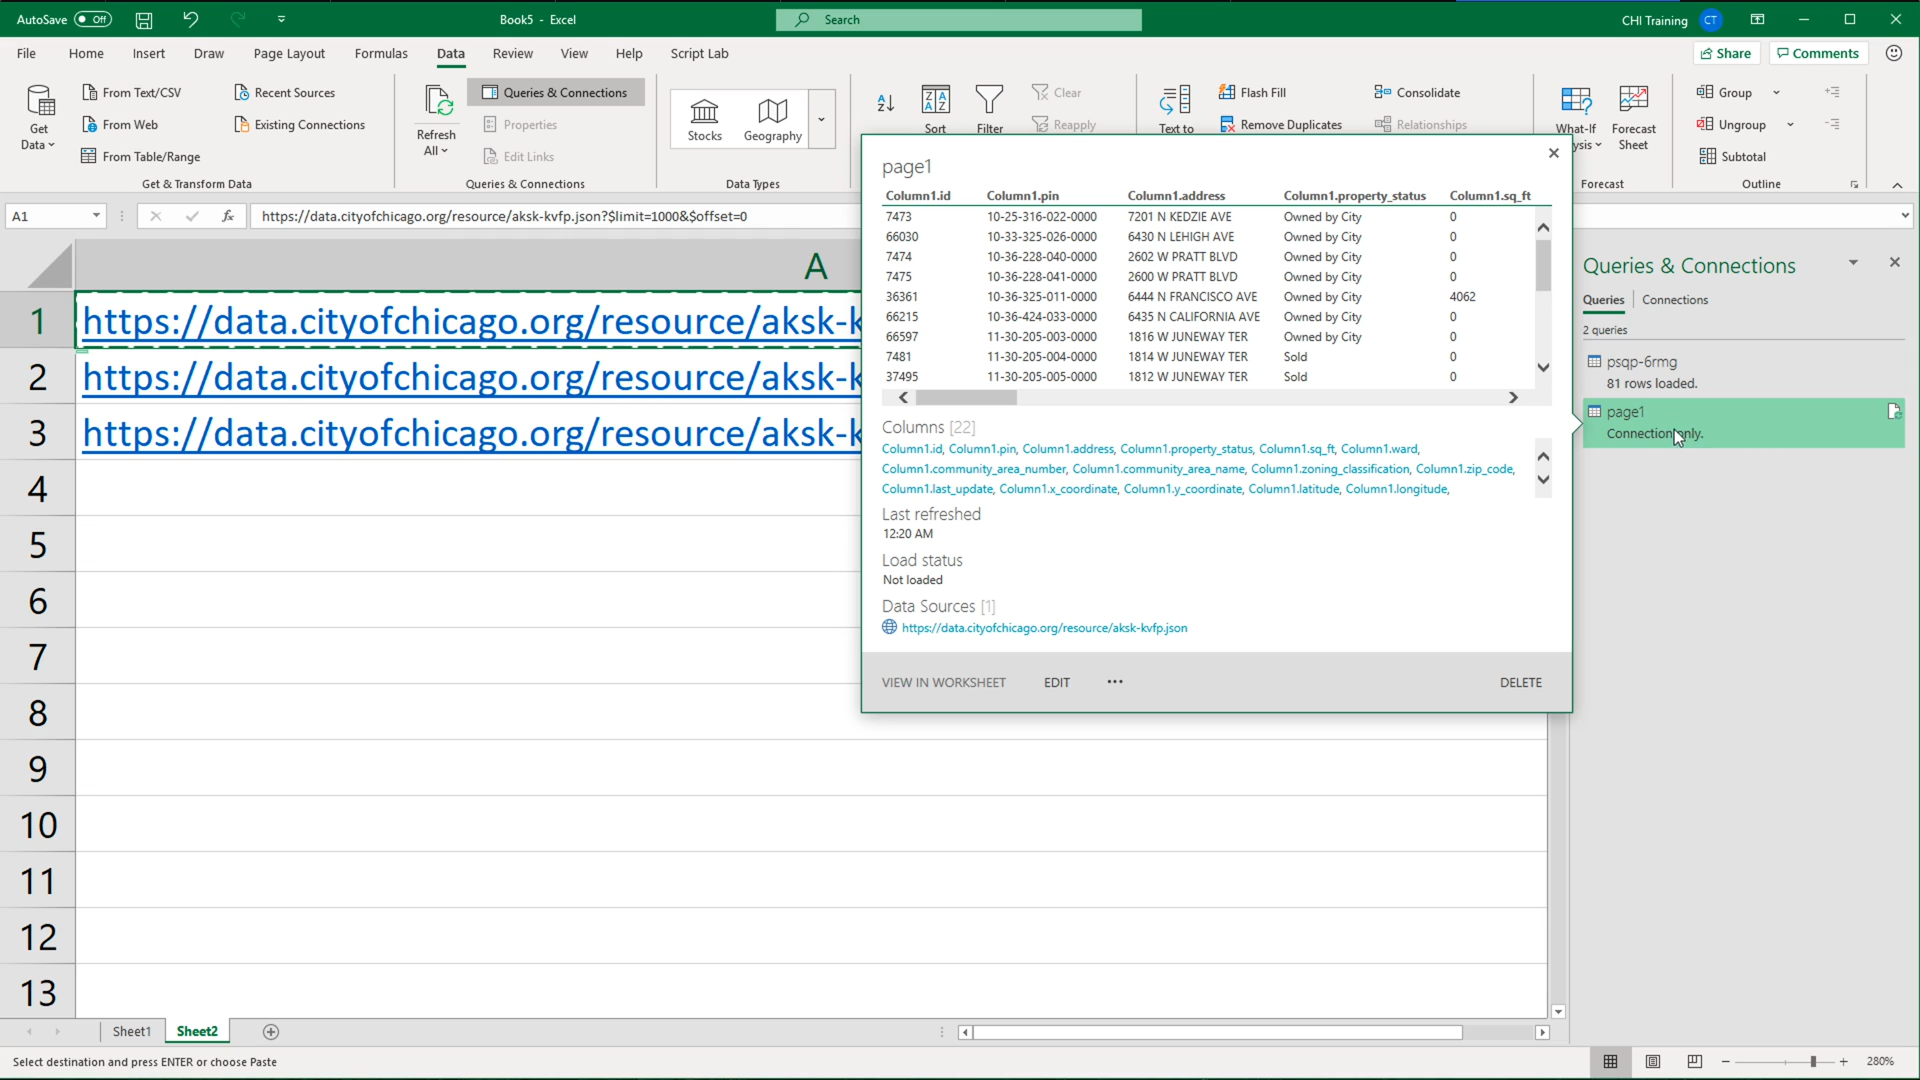 AutoSave Off
Book5 - Excel
Search
CHI Training CT
File Home Insert Draw Page Layout Formulas Data Review View Help Script Lab
Share Comments
Get Data
From Text/CSV
From Web
From Table/Range
Recent Sources
Existing Connections
Get & Transform Data
Refresh All
Queries & Connections
Properties
Edit Links
Queries & Connections
Stocks
Geography
Data Types
Sort
Filter
Clear
Reapply
Text to
Flash Fill
Remove Duplicates
Consolidate
Relationships
What-If
ysis
Forecast Sheet
Forecast
Group
Ungroup
Subtotal
Outline
A1
fx
https://data.cityofchicago.org/resource/aksk-kvfp.json?$limit=1000&$offset=0
A
1 https://data.cityofchicago.org/resource/aksk-k
2 https://data.cityofchicago.org/resource/aksk-k
3 https://data.cityofchicago.org/resource/aksk-k
4
5
6
7
8
9
10
11
12
13
page1
Column1.id Column1.pin Column1.address Column1.property_status Column1.sq_ft
7473 10-25-316-022-0000 7201 N KEDZIE AVE Owned by City 0
66030 10-33-325-026-0000 6430 N LEHIGH AVE Owned by City 0
7474 10-36-228-040-0000 2602 W PRATT BLVD Owned by City 0
7475 10-36-228-041-0000 2600 W PRATT BLVD Owned by City 0
36361 10-36-325-011-0000 6444 N FRANCISCO AVE Owned by City 4062
66215 10-36-424-033-0000 6435 N CALIFORNIA AVE Owned by City 0
66597 11-30-205-003-0000 1816 W JUNEWAY TER Owned by City 0
7481 11-30-205-004-0000 1814 W JUNEWAY TER Sold 0
37495 11-30-205-005-0000 1812 W JUNEWAY TER Sold 0
Columns [22]
Column1.id, Column1.pin, Column1.address, Column1.property_status, Column1.sq_ft, Column1.ward,
Column1.community_area_number, Column1.community_area_name, Column1.zoning_classification, Column1.zip_code,
Column1.last_update, Column1.x_coordinate, Column1.y_coordinate, Column1.latitude, Column1.longitude,
Last refreshed
12:20 AM
Load status
Not loaded
Data Sources [1]
https://data.cityofchicago.org/resource/aksk-kvfp.json
VIEW IN WORKSHEET EDIT ••• DELETE
Queries & Connections
Queries Connections
2 queries
psqp-6rmg
81 rows loaded.
page1
Connection only.
Sheet1 Sheet2
Select destination and press ENTER or choose Paste
280%